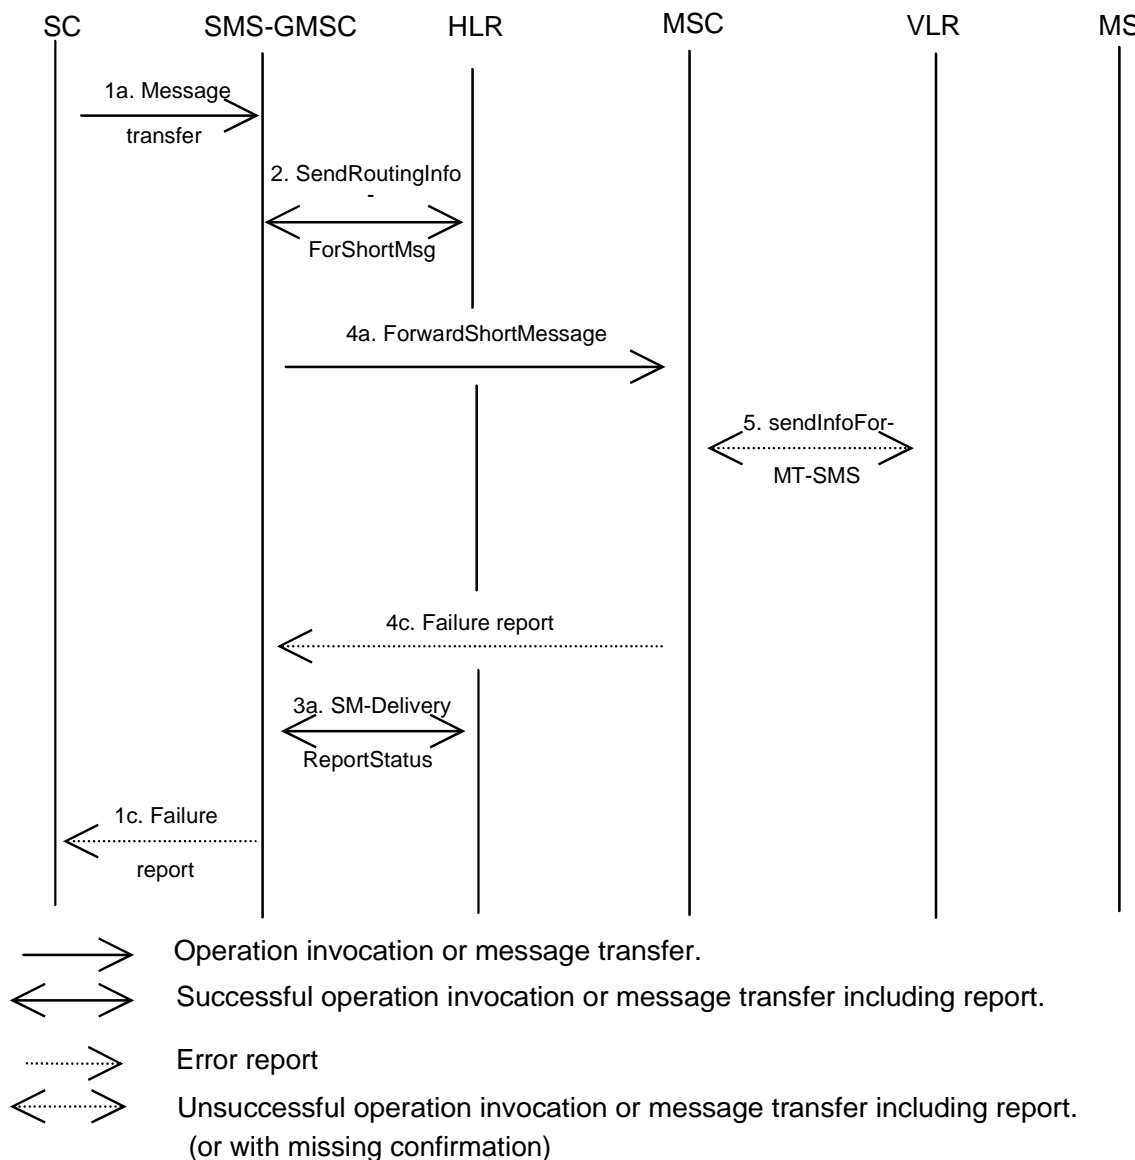 SC SMS-GMSC HLR MSC VLR MS
1a. Message
transfer
2. SendRoutingInfo
-
ForShortMsg
4a. ForwardShortMessage
5. sendInfoFor-
MT-SMS
4c. Failure report
3a. SM-Delivery
ReportStatus
1c. Failure
report
Operation invocation or message transfer.
Successful operation invocation or message transfer including report.
Error report
Unsuccessful operation invocation or message transfer including report.
(or with missing confirmation)